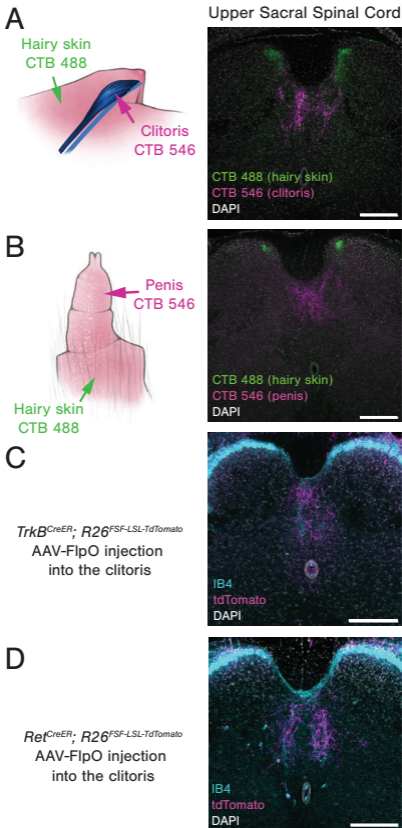 Upper Sacral Spinal Cord
A
Hairy skin
CTB 488
Clitoris
CTB 546
CTB 488 (hairy skin)
CTB 546 (clitoris)
DAPI
B
Penis
CTB 546
Hairy skin
CTB 488
CTB 488 (hairy skin)
CTB 546 (penis)
DAPI
C
TrkBCreER; R26FSF-LSL-TdTomato
AAV-FlpO injection
into the clitoris
IB4
tdTomato
DAPI
D
RetCreER; R26FSF-LSL-TdTomato
AAV-FlpO injection
into the clitoris
IB4
tdTomato
DAPI